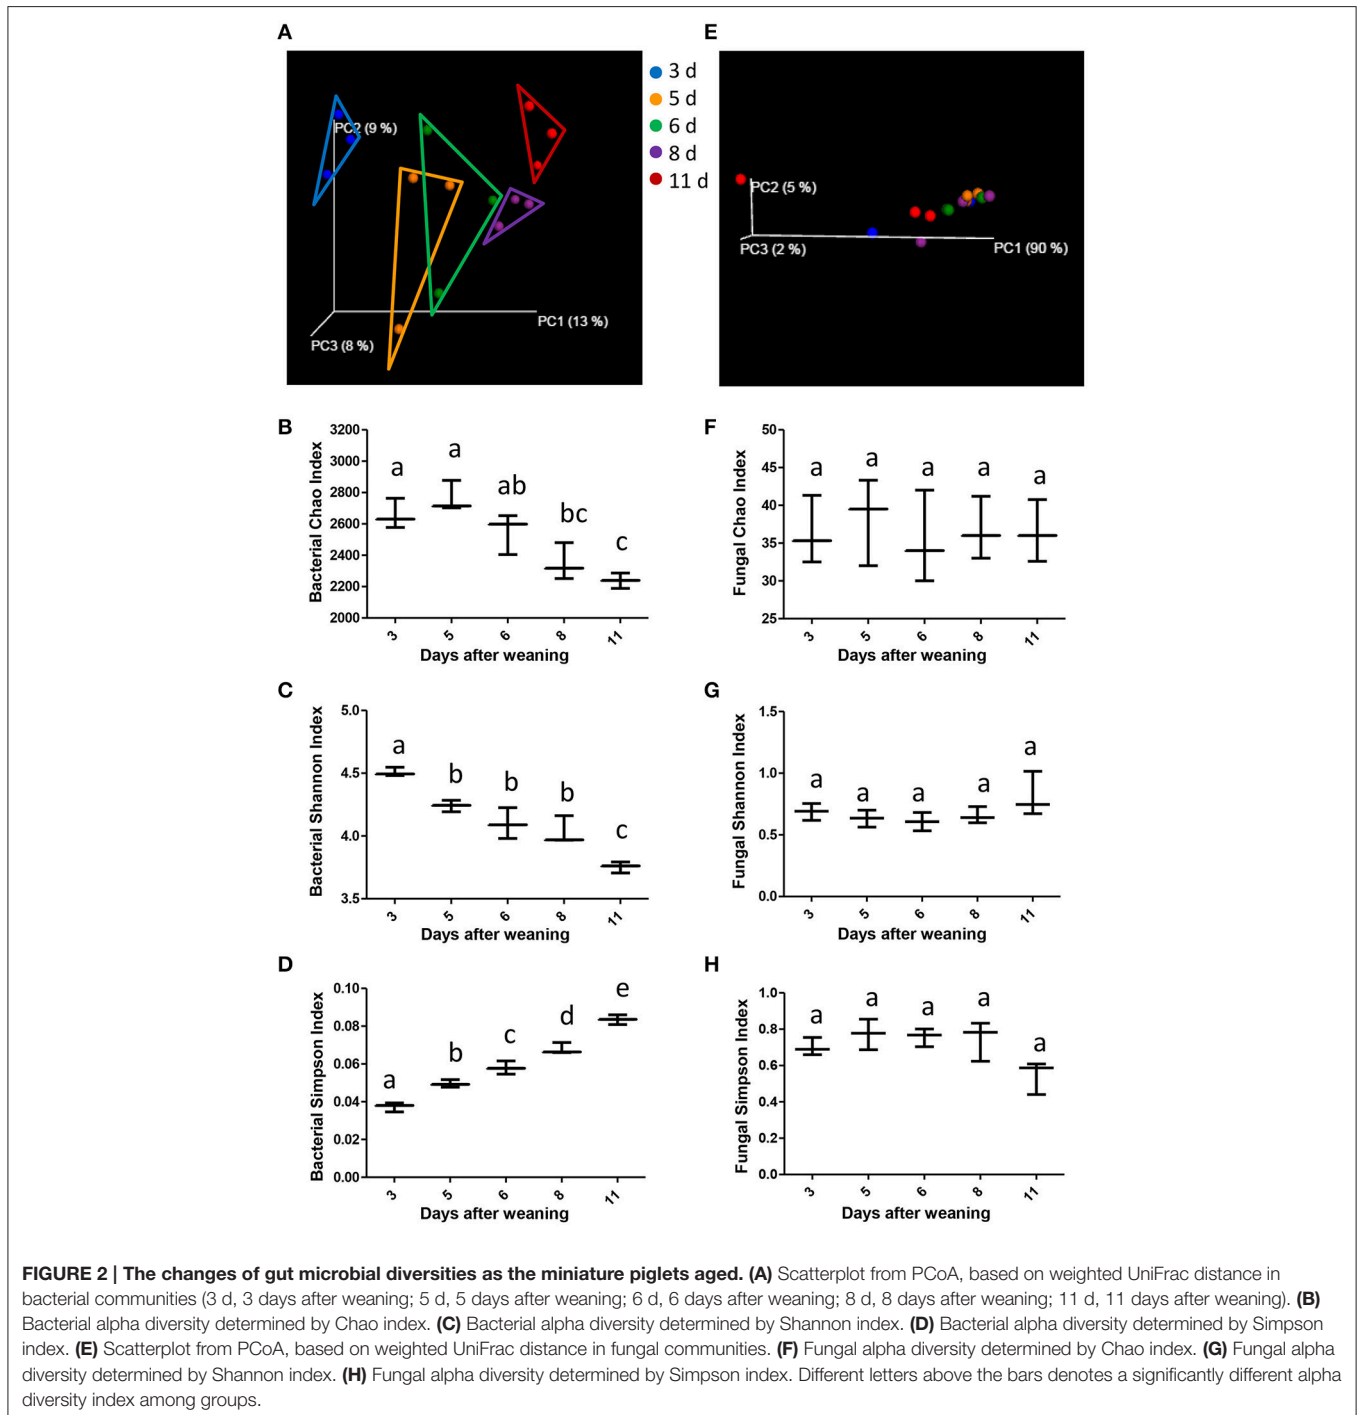 A
PC2 (9 %)
PC1 (13 %)
PC3 (8 %)
3 d
5 d
6 d
8 d
11 d
E
PC2 (5 %)
PC3 (2 %)
PC1 (90 %)
B
Bacterial Chao Index
3200
3000
2800
2600
2400
2200
2000
a
a
ab
bc
c
3
5
6
8
11
Days after weaning
F
Fungal Chao Index
50
45
40
35
30
25
a
a
a
a
a
3
5
6
8
11
Days after weaning
C
Bacterial Shannon Index
5.0
4.5
4.0
3.5
a
b
b
b
c
3
5
6
8
11
Days after weaning
G
Fungal Shannon Index
1.5
1.0
0.5
0.0
a
a
a
a
a
3
5
6
8
11
Days after weaning
D
Bacterial Simpson Index
0.10
0.08
0.06
0.04
0.02
0.00
a
b
c
d
e
3
5
6
8
11
Days after weaning
H
Fungal Simpson Index
1.0
0.8
0.6
0.4
0.2
0.0
a
a
a
a
a
3
5
6
8
11
Days after weaning
FIGURE 2 | The changes of gut microbial diversities as the miniature piglets aged. (A) Scatterplot from PCoA, based on weighted UniFrac distance in
bacterial communities (3 d, 3 days after weaning; 5 d, 5 days after weaning; 6 d, 6 days after weaning; 8 d, 8 days after weaning; 11 d, 11 days after weaning). (B)
Bacterial alpha diversity determined by Chao index. (C) Bacterial alpha diversity determined by Shannon index. (D) Bacterial alpha diversity determined by Simpson
index. (E) Scatterplot from PCoA, based on weighted UniFrac distance in fungal communities. (F) Fungal alpha diversity determined by Chao index. (G) Fungal alpha
diversity determined by Shannon index. (H) Fungal alpha diversity determined by Simpson index. Different letters above the bars denotes a significantly different alpha
diversity index among groups.